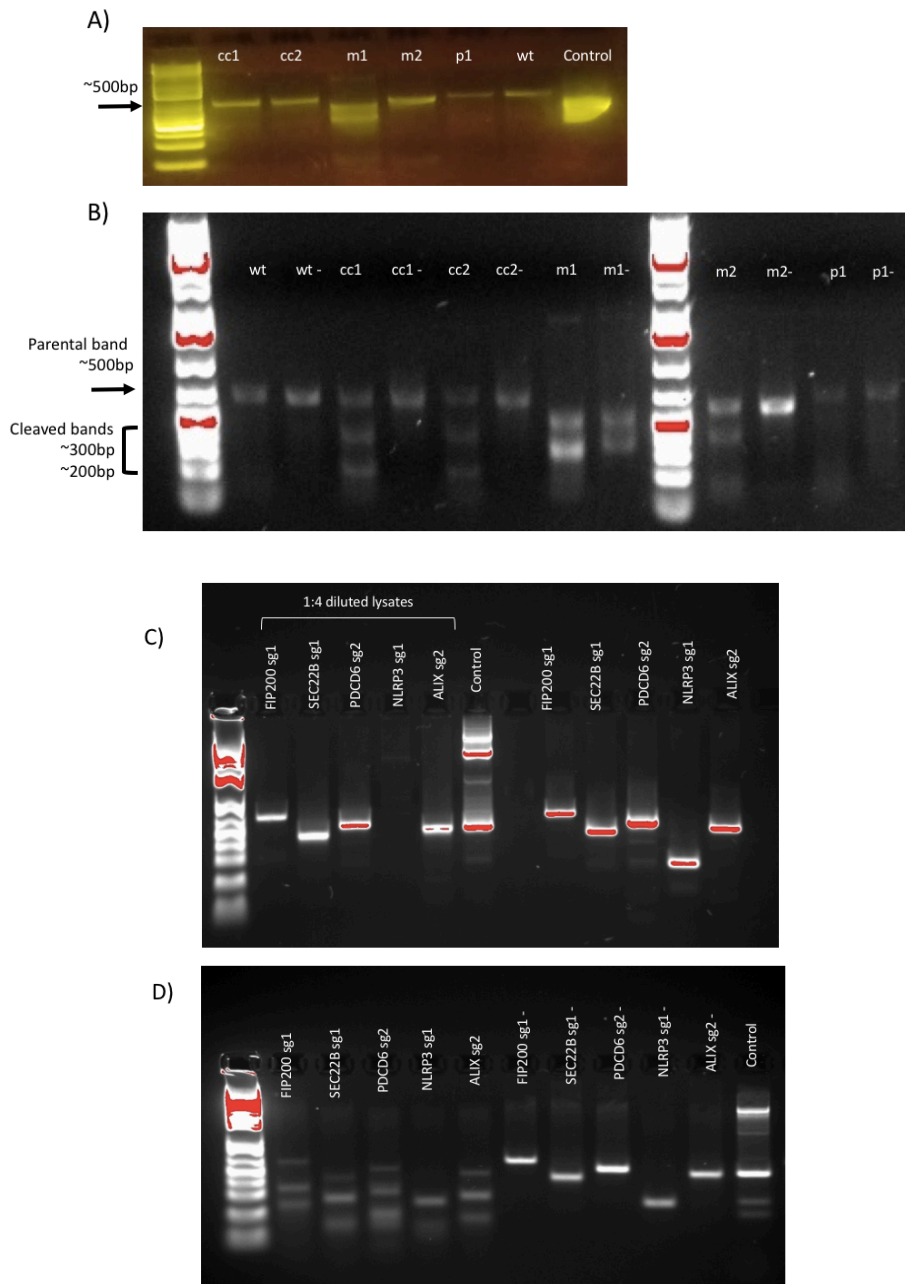 A)
cc1 cc2 m1 m2 p1 wt Control
~500bp
B)
wt wt - cc1 cc1 - cc2 cc2- m1 m1- m2 m2- p1 p1-
Parental band
~500bp
Cleaved bands
~300bp
~200bp
C)
1:4 diluted lysates
FIP200 sg1
SEC22B sg1
PDCD6 sg2
NLRP3 sg1
ALIX sg2
Control
FIP200 sg1
SEC22B sg1
PDCD6 sg2
NLRP3 sg1
ALIX sg2
D)
FIP200 sg1
SEC22B sg1
PDCD6 sg2
NLRP3 sg1
ALIX sg2
FIP200 sg1 -
SEC22B sg1 -
PDCD6 sg2 -
NLRP3 sg1 -
ALIX sg2 -
Control